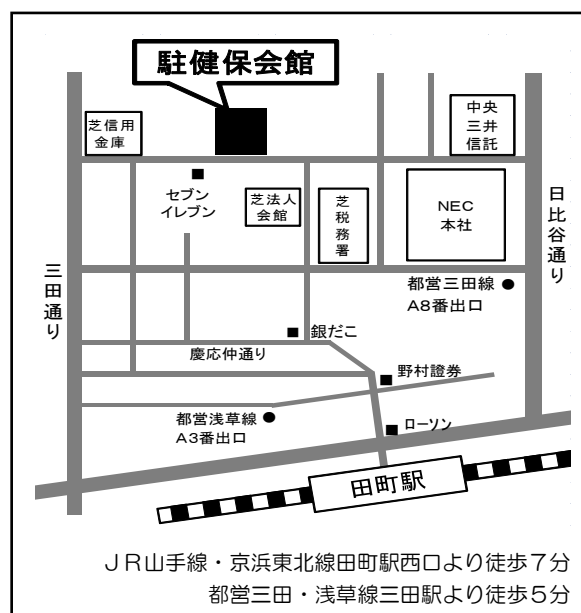 駐健保会館
芝信用
金庫
中央
三井
信託
セブン
イレブン
芝法人
会館
芝
税
務
署
NEC
本社
日比谷通り
三田通り
都営三田線
A8番出口
銀だこ
慶応仲通り
野村證券
都営浅草線
A3番出口
ローソン
田町駅
JR山手線・京浜東北線田町駅西口より徒歩7分
都営三田・浅草線三田駅より徒歩5分